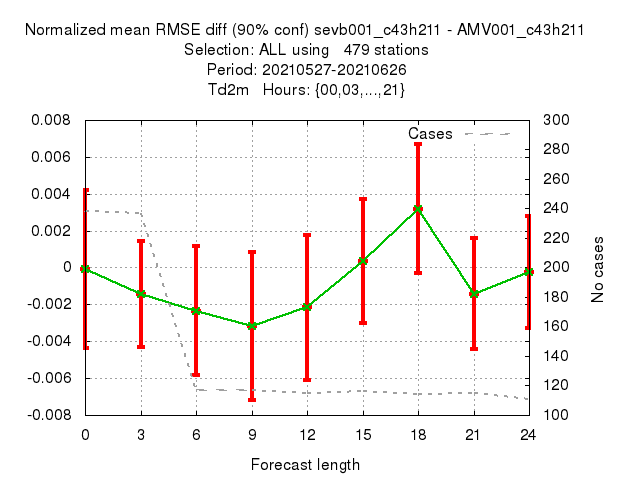 Normalized mean RMSE diff (90% conf) sevb001_c43h211 - AMV001_c43h211
Selection: ALL using   479 stations
Period: 20210527-20210626
Td2m   Hours: {00,03,...,21}
Cases
0.008
0.006
0.004
0.002
0
-0.002
-0.004
-0.006
-0.008
300
280
260
240
220
200
180
160
140
120
100
No cases
0 3 6 9 12 15 18 21 24
Forecast length